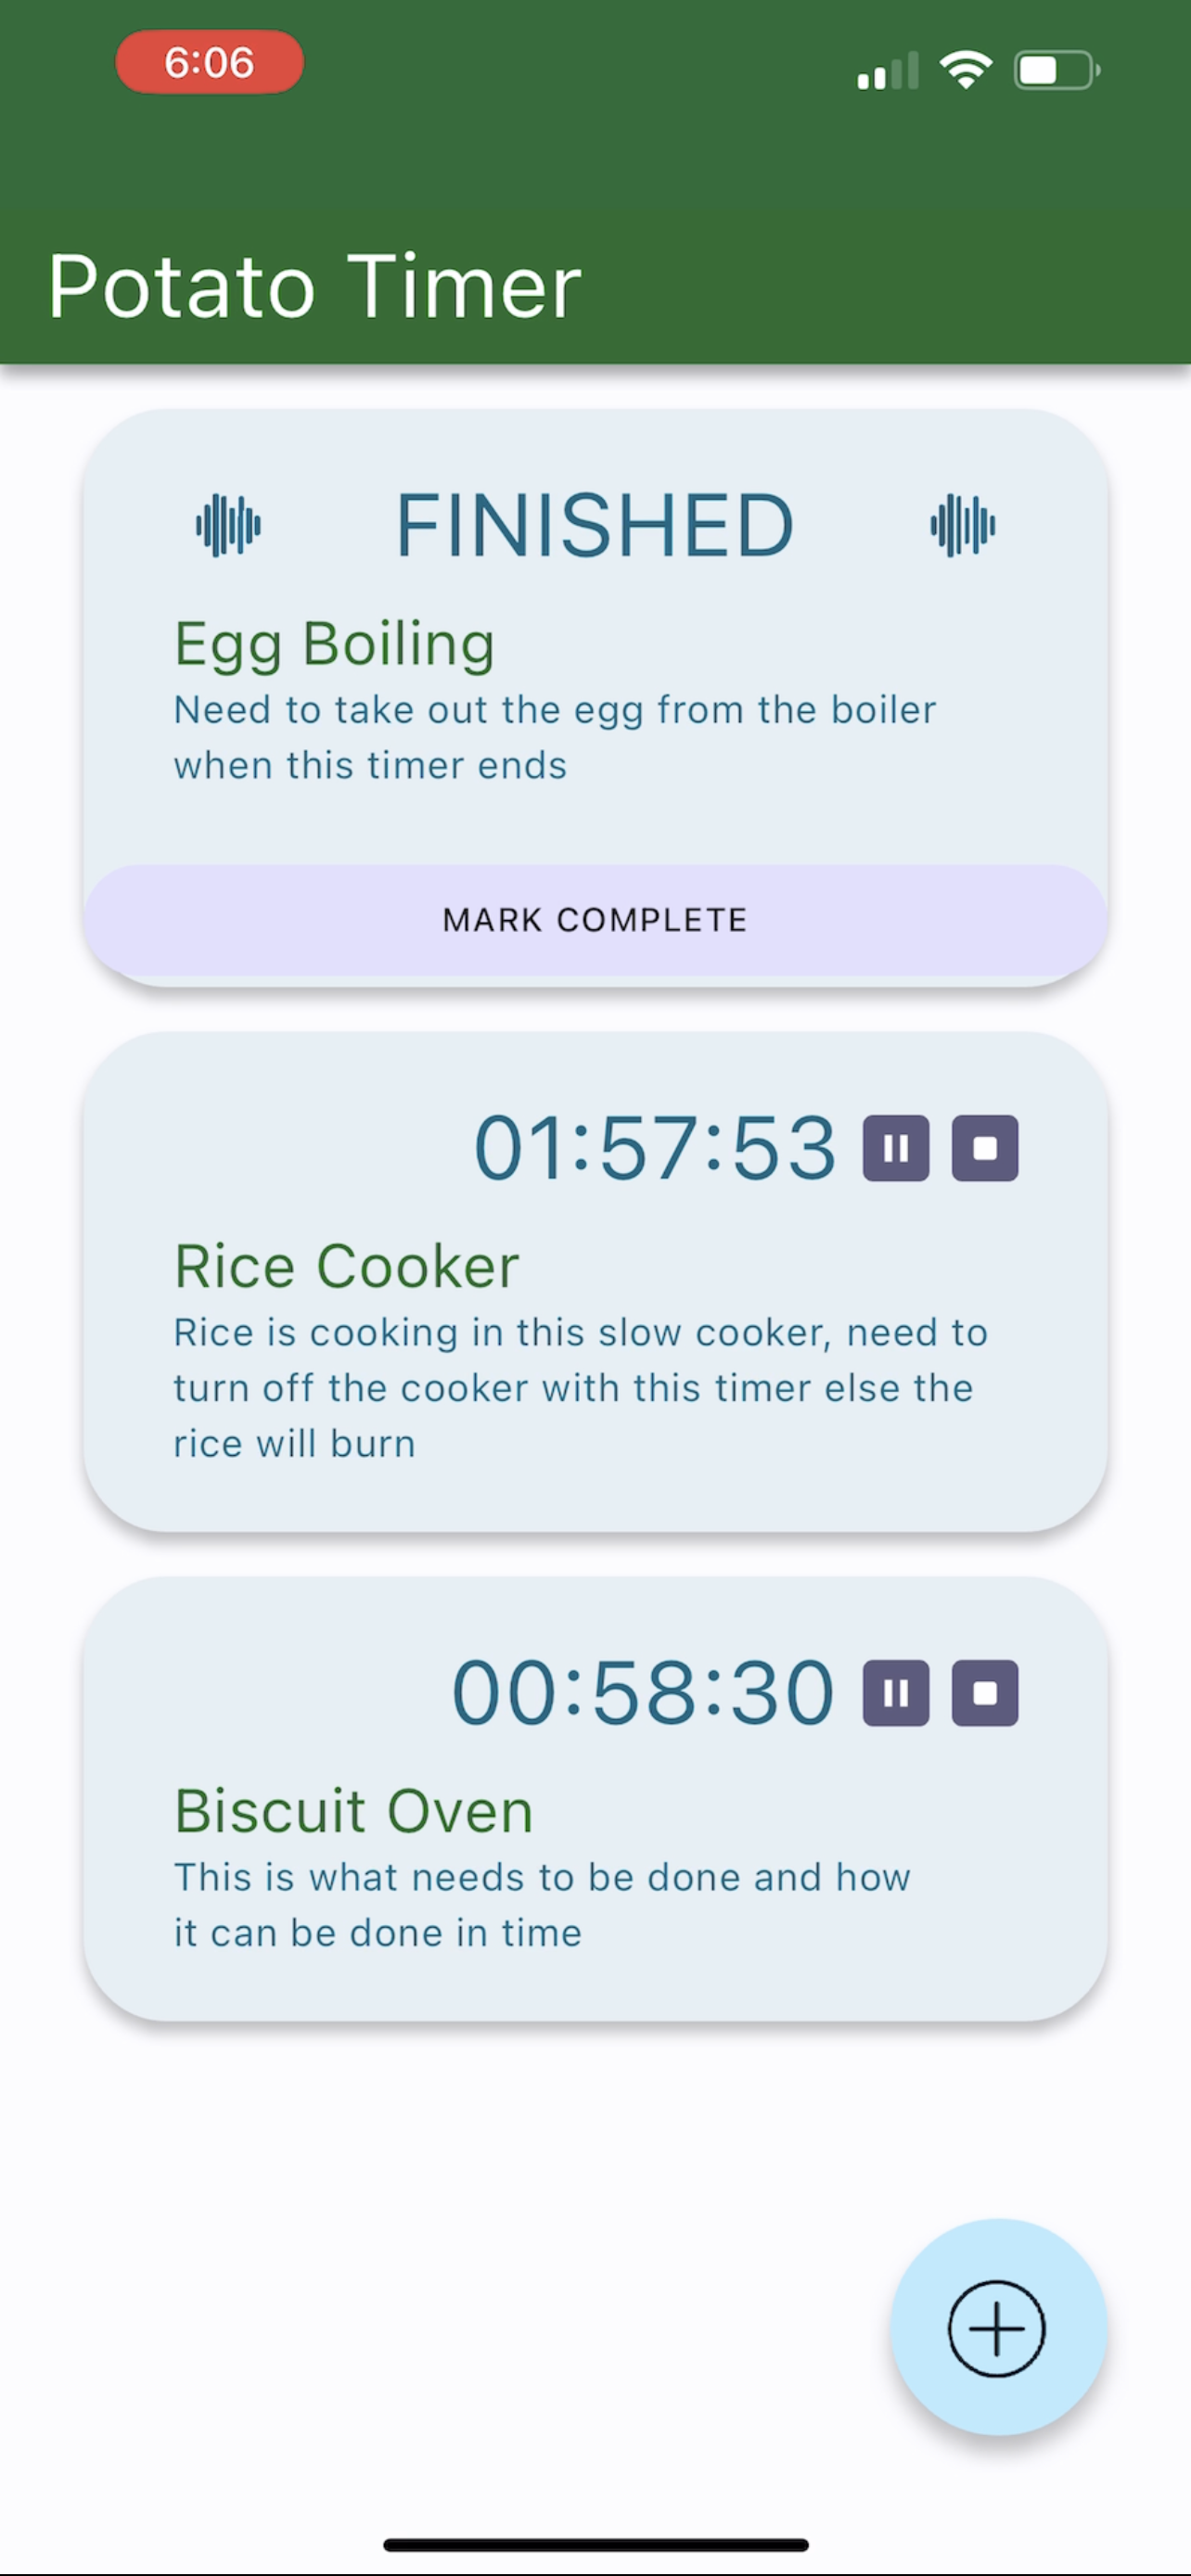 6:06
Potato Timer
FINISHED
Egg Boiling
Need to take out the egg from the boiler
when this timer ends
MARK COMPLETE
01:57:53
Rice Cooker
Rice is cooking in this slow cooker, need to
turn off the cooker with this timer else the
rice will burn
00:58:30
Biscuit Oven
This is what needs to be done and how
it can be done in time